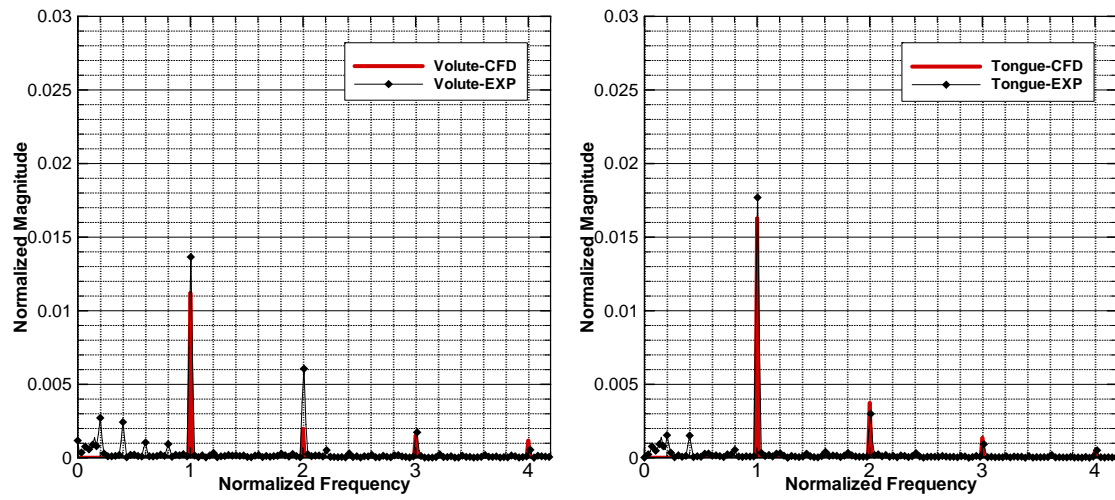 0.03
0.025
0.02
0.015
0.01
0.005
0
Normalized Magnitude
Volute-CFD
Volute-EXP
0 1 2 3 4
Normalized Frequency
0.03
0.025
0.02
0.015
0.01
0.005
0
Normalized Magnitude
Tongue-CFD
Tongue-EXP
0 1 2 3 4
Normalized Frequency